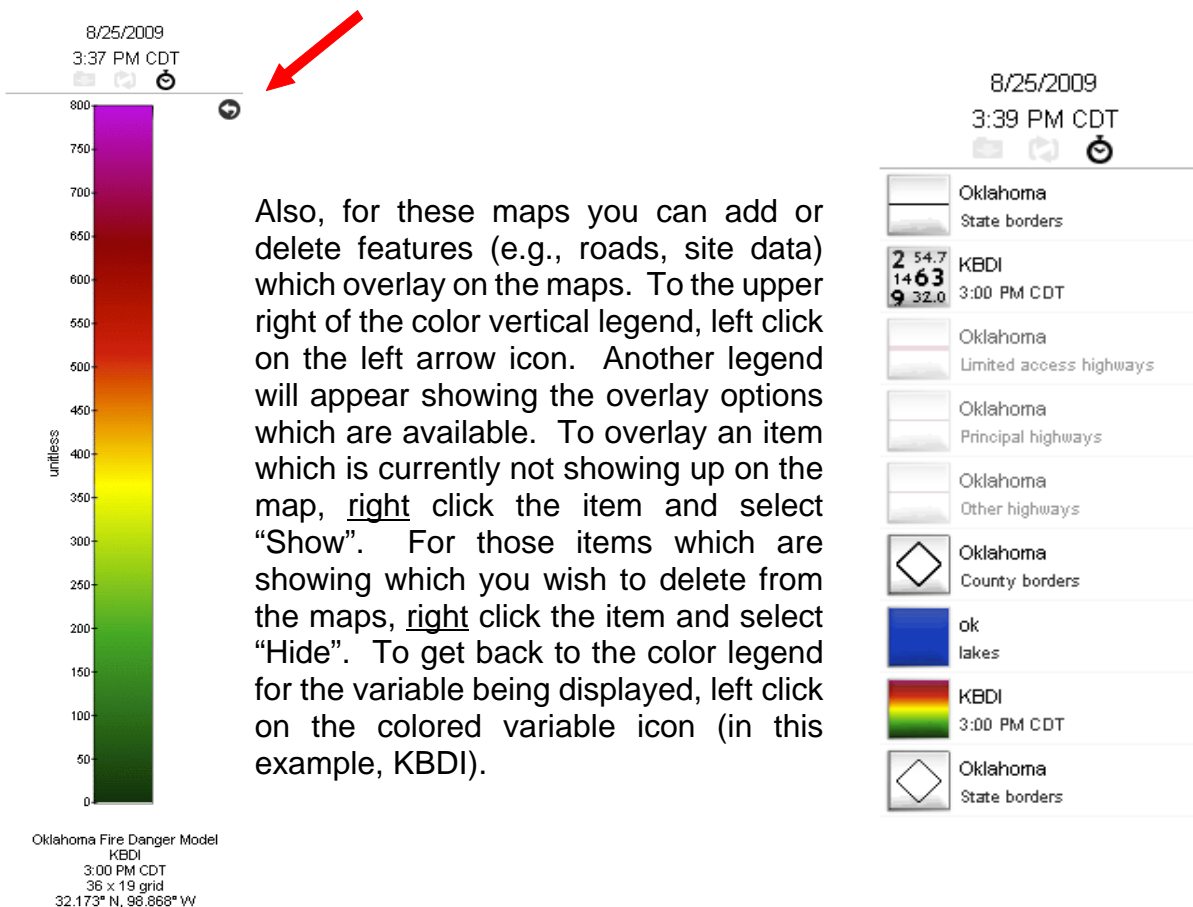 8/25/2009
3:37 PM CDT
800
750
700
650
600
550
500
450
400
350
300
250
200
150
100
50
0
unitless
Oklahoma Fire Danger Model
KBDI
3:00 PM CDT
36 x 19 grid
32.173° N, 98.868° W
Also, for these maps you can add or
delete features (e.g., roads, site data)
which overlay on the maps. To the upper
right of the color vertical legend, left click
on the left arrow icon. Another legend
will appear showing the overlay options
which are available. To overlay an item
which is currently not showing up on the
map, right click the item and select
“Show”. For those items which are
showing which you wish to delete from
the maps, right click the item and select
“Hide”. To get back to the color legend
for the variable being displayed, left click
on the colored variable icon (in this
example, KBDI).
8/25/2009
3:39 PM CDT
Oklahoma
State borders
2 54.7
14 63
9 32.0
KBDI
3:00 PM CDT
Oklahoma
Limited access highways
Oklahoma
Principal highways
Oklahoma
Other highways
Oklahoma
County borders
ok
lakes
KBDI
3:00 PM CDT
Oklahoma
State borders